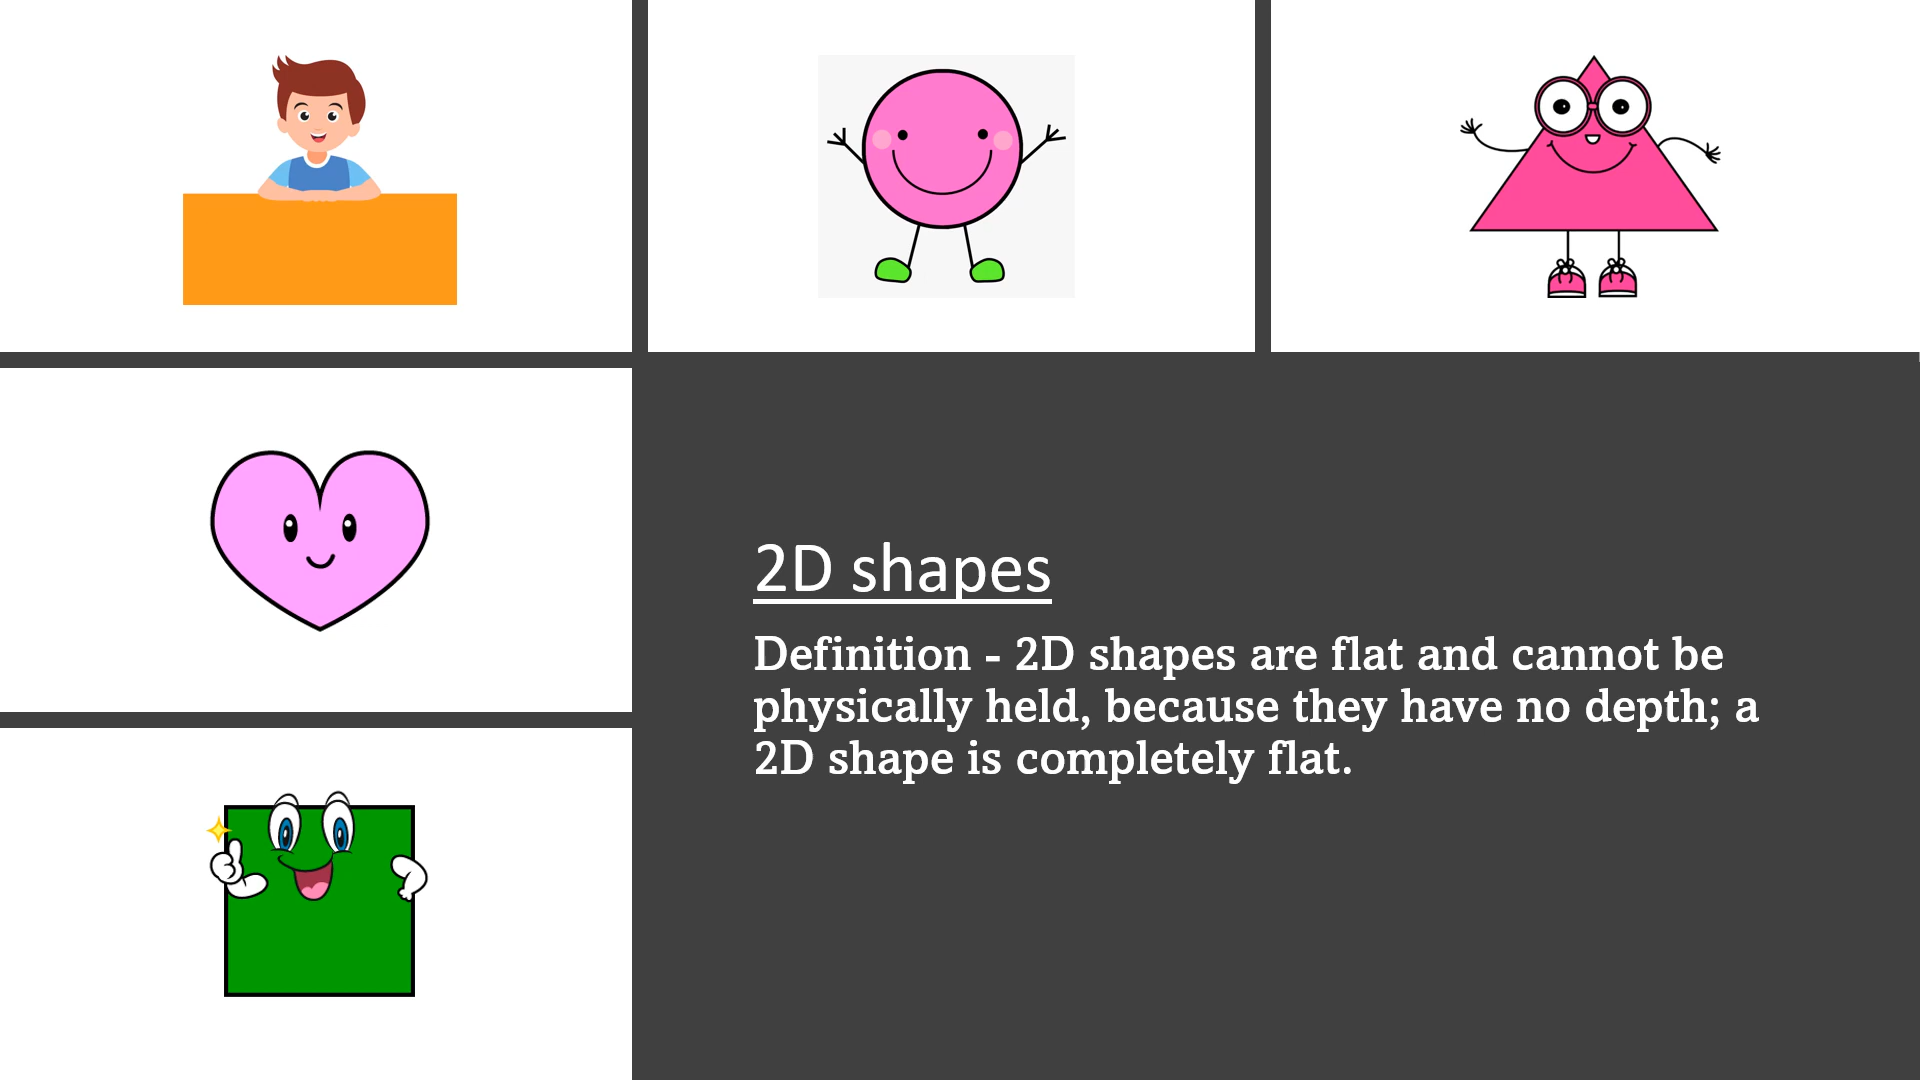 2D shapes
Definition - 2D shapes are flat and cannot be
physically held, because they have no depth; a
2D shape is completely flat.